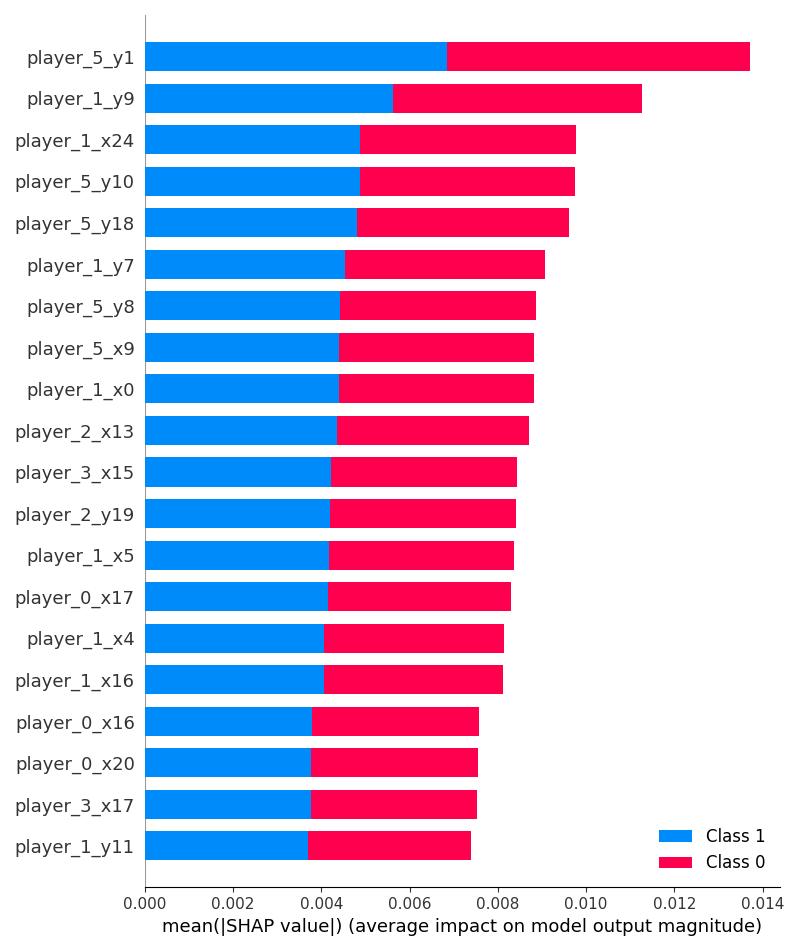 player_5_y1
player_1_y9
player_1_x24
player_5_y10
player_5_y18
player_1_y7
player_5_y8
player_5_x9
player_1_x0
player_2_x13
player_3_x15
player_2_y19
player_1_x5
player_0_x17
player_1_x4
player_1_x16
player_0_x16
player_0_x20
player_3_x17
player_1_y11
Class 1
Class 0
0.000 0.002 0.004 0.006 0.008 0.010 0.012 0.014
mean(|SHAP value|) (average impact on model output magnitude)